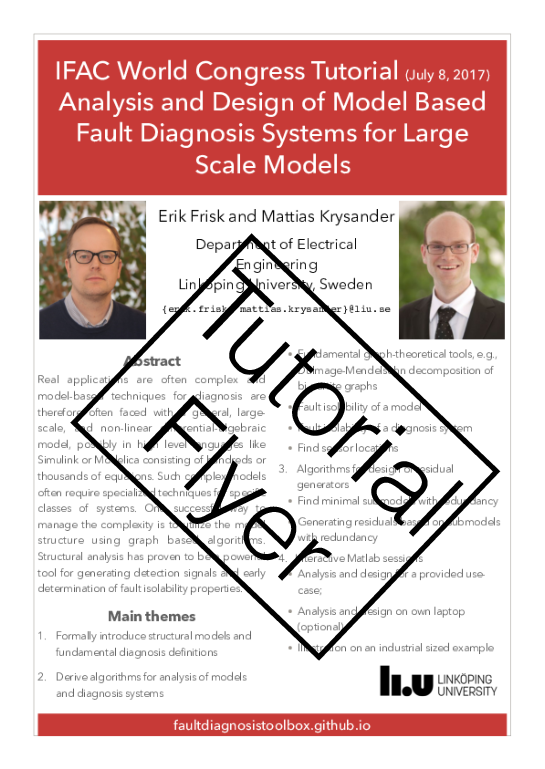 IFAC World Congress Tutorial (July 8, 2017)
Analysis and Design of Model Based
Fault Diagnosis Systems for Large
Scale Models
Erik Frisk and Mattias Krysander
Department of Electrical
Engineering
Linköping University, Sweden
{erik.frisk, mattias.krysander}@liu.se
Abstract
Real applications are often complex and
model-based techniques for diagnosis are
therefore often faced with general, large-
scale, and non-linear differential-algebraic
model, possibly in high level languages like
Simulink or Modelica consisting of hundreds or
thousands of equations. Such complex models
often require specialized techniques for specific
classes of systems. One successful way to
manage the complexity is to utilize the model
structure using graph based algorithms.
Structural analysis has proven to be a powerful
tool for generating detection signals and early
determination of fault isolability properties.
Main themes
1. Formally introduce structural models and
fundamental diagnosis definitions
2. Derive algorithms for analysis of models
and diagnosis systems
• Fundamental graph-theoretical tools, e.g.,
Dulmage-Mendelsohn decomposition of
bi-partite graphs
• Fault isolability of a model
• Fault isolability of a diagnosis system
• Find sensor locations
3. Algorithms for design of residual
generators
• Find minimal submodels with redundancy
Generating residuals based on submodels
with redundancy
4. Interactive Matlab sessions
• Analysis and design for a provided use-
case;
• Analysis and design on own laptop
(optional)
• Illustration on an industrial sized example
Tutorial
Flyer
LINKÖPING
UNIVERSITY
faultdiagnosistoolbox.github.io